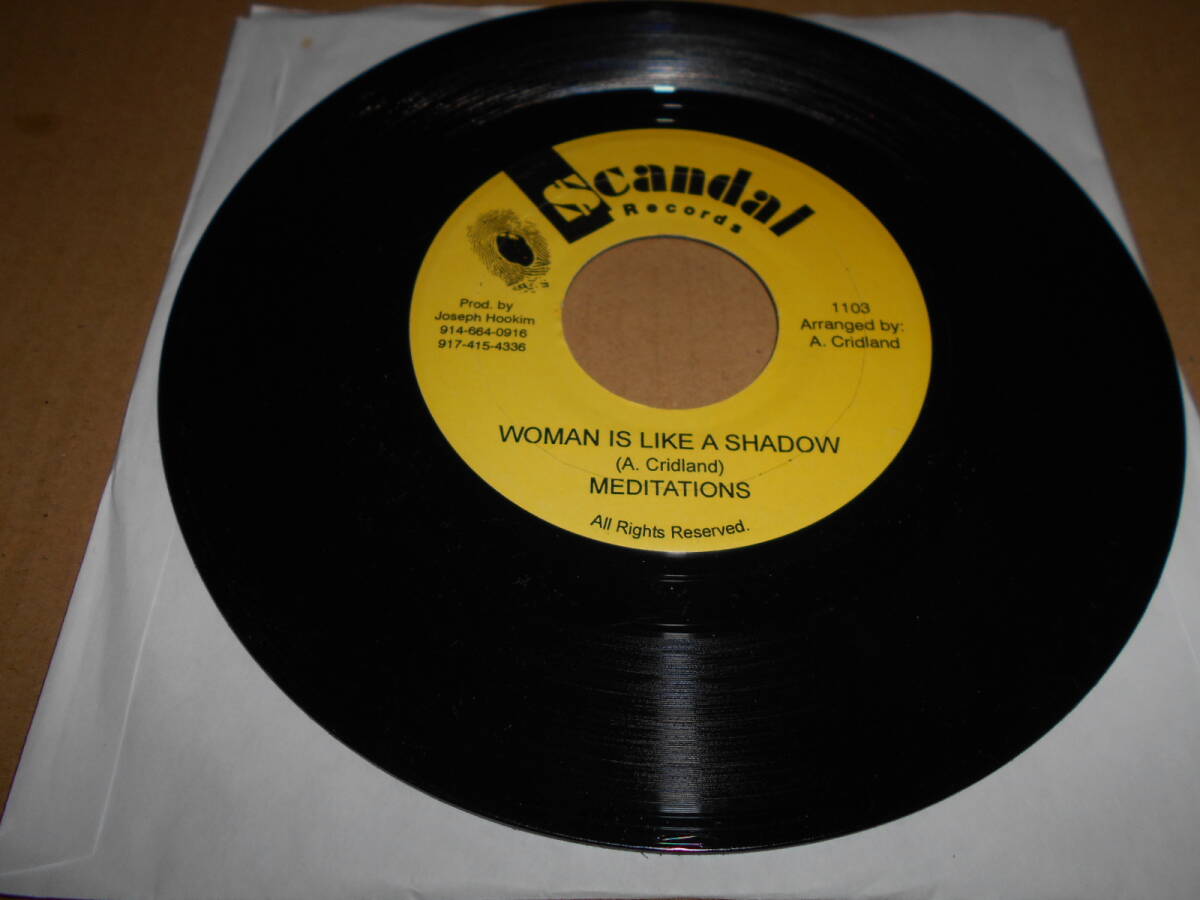 $candal
Records
Prod. by
Joseph Hookim
914-664-0916
917-415-4336
1103
Arranged by:
A. Cridland
WOMAN IS LIKE A SHADOW
(A. Cridland)
MEDITATIONS
All Rights Reserved.